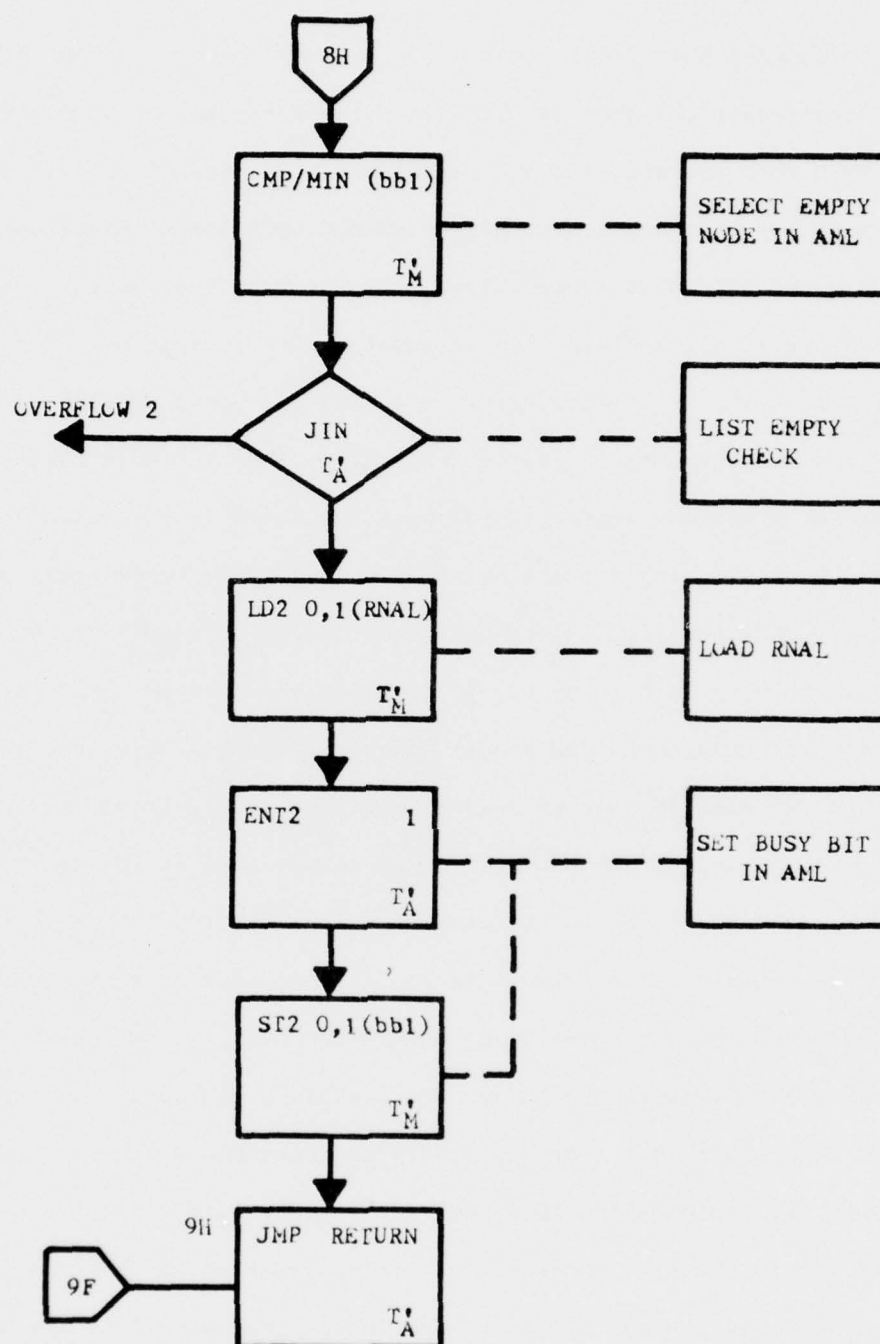 8H
CMP/MIN (bb1)
T'M
SELECT EMPTY
NODE IN AML
OVERFLOW 2
J1N
T'A
LIST EMPTY
CHECK
LD2 0,1(RNAL)
T'M
LOAD RNAL
ENT2 1
T'A
SET BUSY BIT
IN AML
ST2 0,1(bb1)
T'M
9H
JMP RETURN
9F
T'A